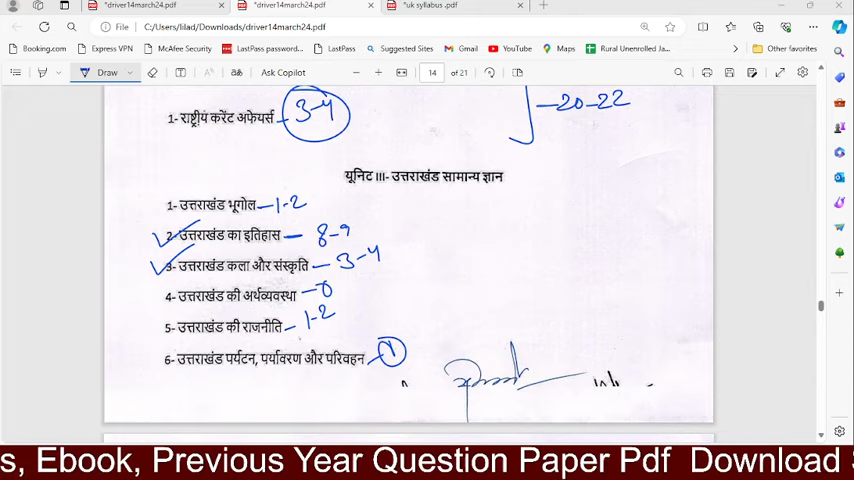 *driver14march24.pdf
*driver14march24.pdf
*uk syllabus .pdf
File
C:/Users/lilad/Downloads/driver14march24.pdf
Booking.com
Express VPN
McAfee Security
LastPass password...
LastPass
Suggested Sites
Gmail
YouTube
Maps
Rural Unenrolled Ja...
Other favorites
Draw
Ask Copilot
14 of 21
1- राष्ट्रीय करेंट अफेयर्स - 3-4
-20-22
यूनिट III- उत्तराखंड सामान्य ज्ञान
1- उत्तराखंड भूगोल - 1-2
2- उत्तराखंड का इतिहास - 8-9
3- उत्तराखंड कला और संस्कृति - 3-4
4- उत्तराखंड की अर्थव्यवस्था - 0
5- उत्तराखंड की राजनीति - 1-2
6- उत्तराखंड पर्यटन, पर्यावरण और परिवहन - 1
s, Ebook, Previous Year Question Paper Pdf Download